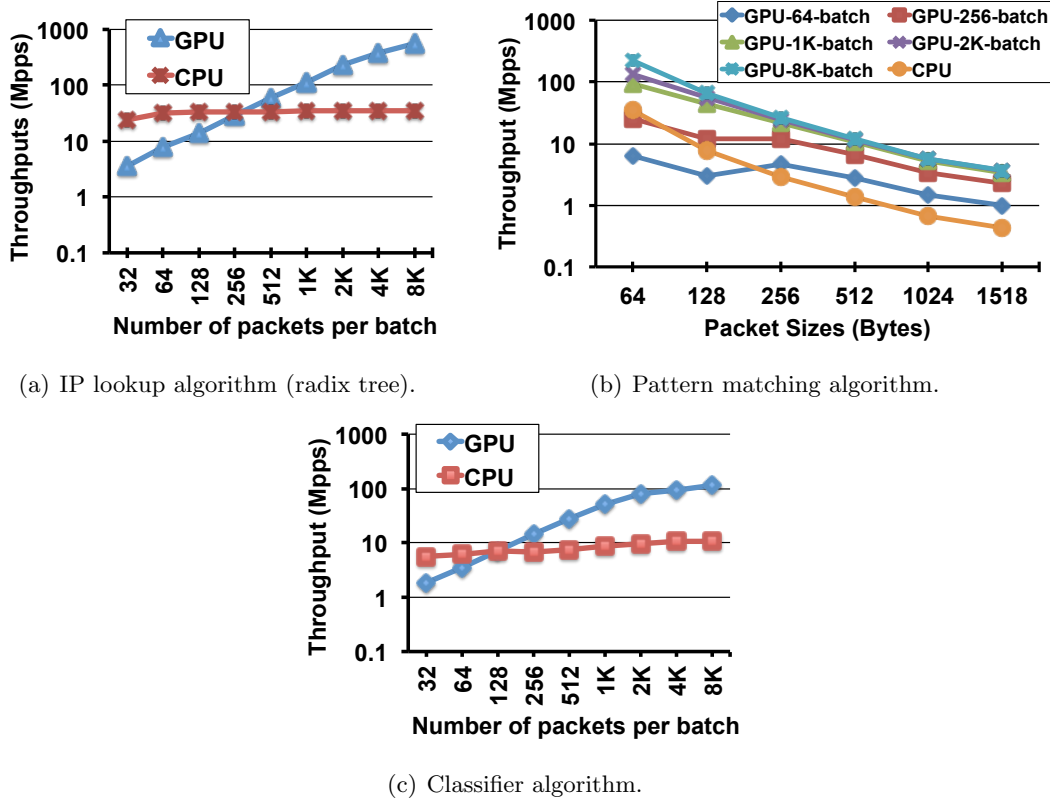 Throughputs (Mpps)
1000
100
10
1
0.1
GPU
CPU
32 64 128 256 512 1K 2K 4K 8K
Number of packets per batch
(a) IP lookup algorithm (radix tree).
Throughput (Mpps)
1000
100
10
1
0.1
GPU-64-batch GPU-256-batch
GPU-1K-batch GPU-2K-batch
GPU-8K-batch CPU
64 128 256 512 1024 1518
Packet Sizes (Bytes)
(b) Pattern matching algorithm.
Throughput (Mpps)
1000
100
10
1
0.1
GPU
CPU
32 64 128 256 512 1K 2K 4K 8K
Number of packets per batch
(c) Classifier algorithm.